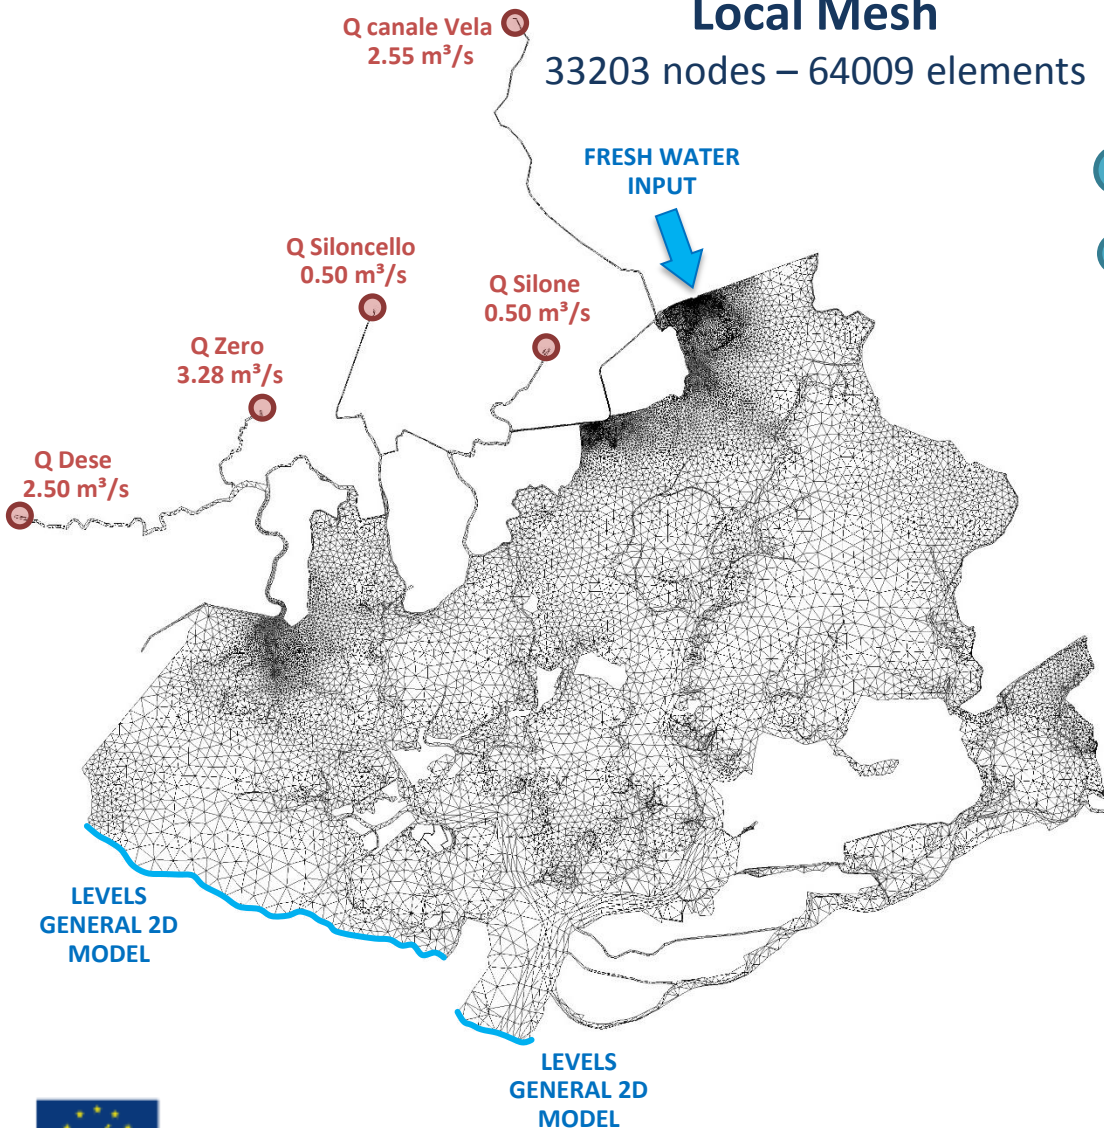 Local Mesh
33203 nodes – 64009 elements
Q canale Vela
2.55 m³/s
FRESH WATER
INPUT
Q Siloncello
0.50 m³/s
Q Silone
0.50 m³/s
Q Zero
3.28 m³/s
Q Dese
2.50 m³/s
LEVELS
GENERAL 2D
MODEL
LEVELS
GENERAL 2D
MODEL